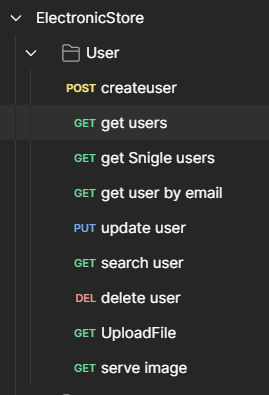 ElectronicStore
User
POST createuser
GET get users
GET get Snigle users
GET get user by email
PUT update user
GET search user
DEL delete user
GET UploadFile
GET serve image